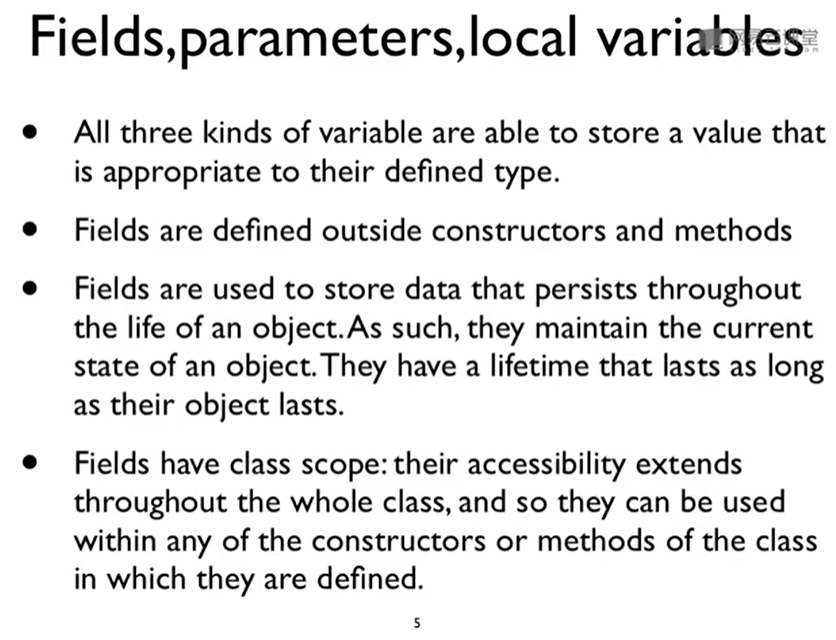 Fields,parameters,local variables
• All three kinds of variable are able to store a value that
is appropriate to their defined type.
• Fields are defined outside constructors and methods
• Fields are used to store data that persists throughout
the life of an object.As such, they maintain the current
state of an object.They have a lifetime that lasts as long
as their object lasts.
• Fields have class scope: their accessibility extends
throughout the whole class, and so they can be used
within any of the constructors or methods of the class
in which they are defined.
5